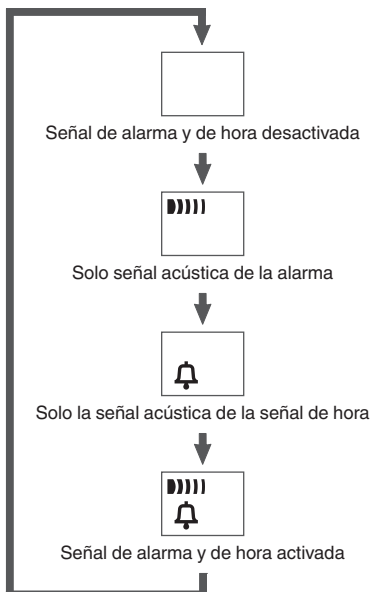 Señal de alarma y de hora desactivada
Solo señal acústica de la alarma
Solo la señal acústica de la señal de hora
Señal de alarma y de hora activada